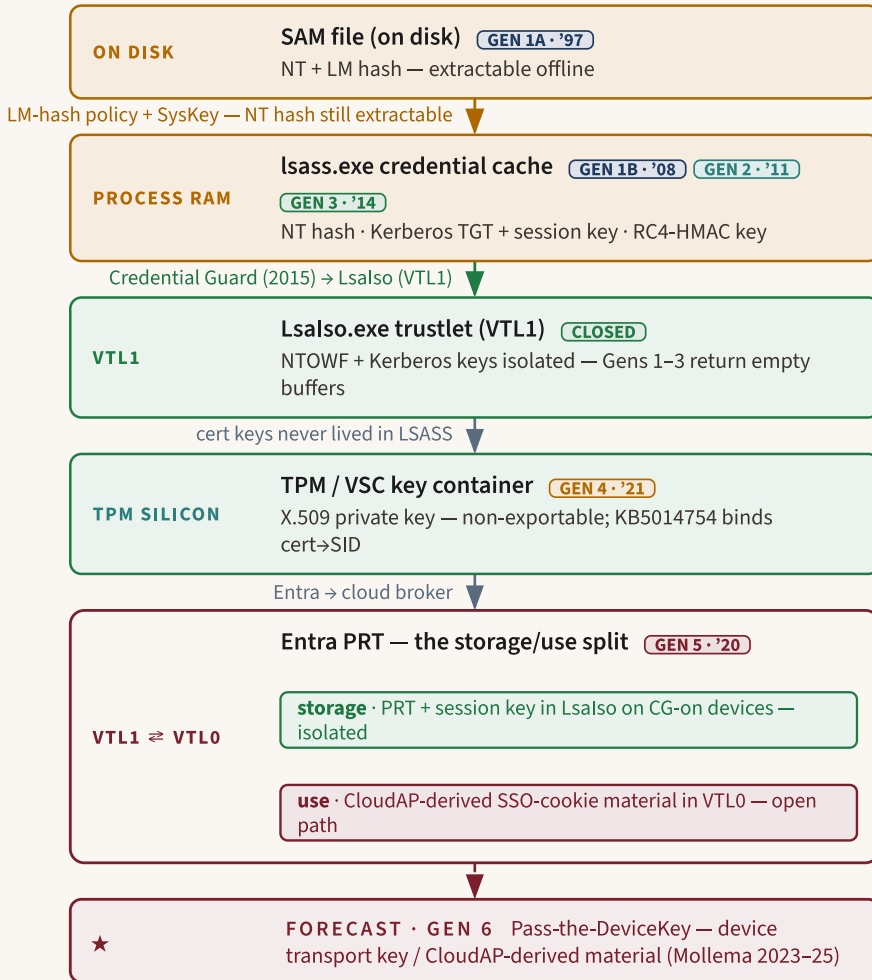 ON DISK
SAM file (on disk) GEN 1A · ’97
NT + LM hash — extractable offline
LM-hash policy + SysKey — NT hash still extractable
PROCESS RAM
lsass.exe credential cache GEN 1B · ’08 GEN 2 · ’11
GEN 3 · ’14
NT hash · Kerberos TGT + session key · RC4-HMAC key
Credential Guard (2015) → LsaIso (VTL1)
VTL1
LsaIso.exe trustlet (VTL1) CLOSED
NTOWF + Kerberos keys isolated — Gens 1–3 return empty
buffers
cert keys never lived in LSASS
TPM SILICON
TPM / VSC key container GEN 4 · ’21
X.509 private key — non-exportable; KB5014754 binds
cert→SID
Entra → cloud broker
VTL1 ⇌ VTL0
Entra PRT — the storage/use split GEN 5 · ’20
storage · PRT + session key in LsaIso on CG-on devices —
isolated
use · CloudAP-derived SSO-cookie material in VTL0 — open
path
★
FORECAST · GEN 6 Pass-the-DeviceKey — device
transport key / CloudAP-derived material (Mollema 2023–25)